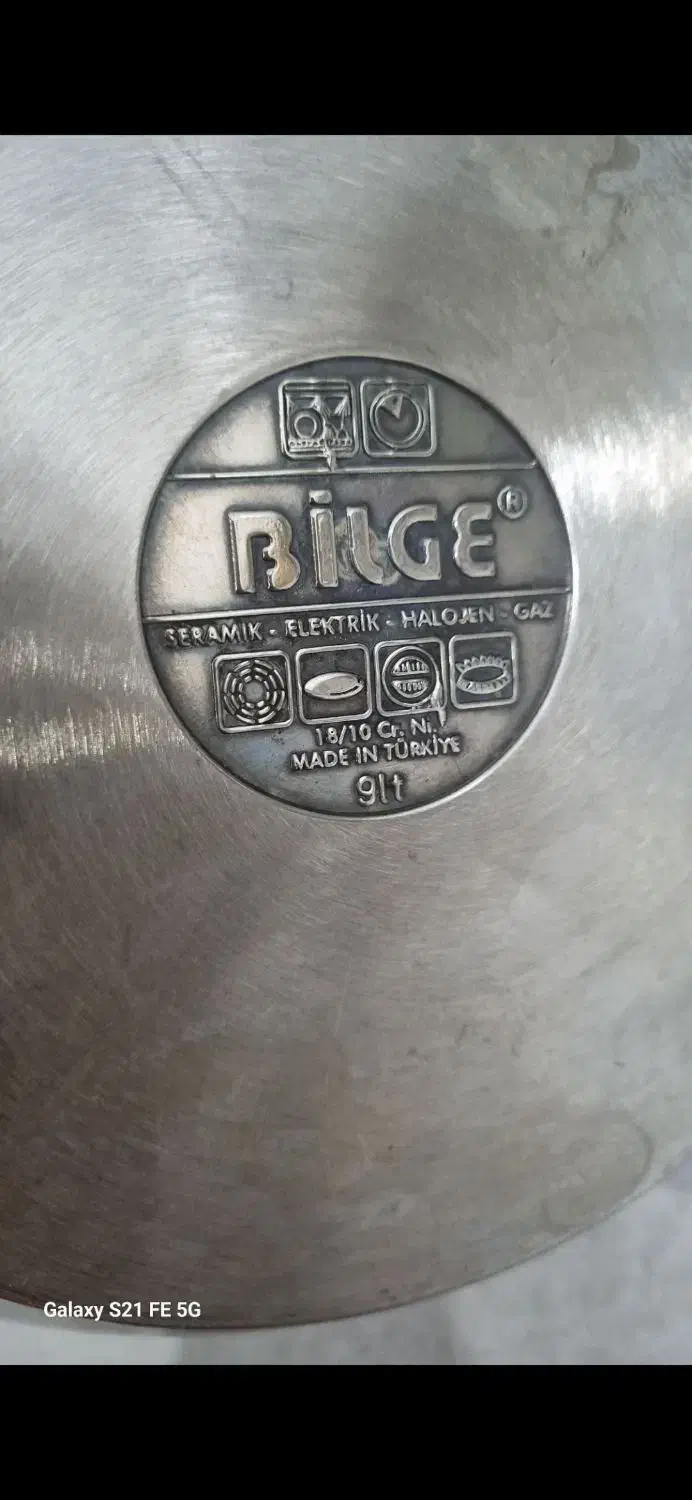 BİLGE®
SERAMİK - ELEKTRİK - HALOJEN - GAZ
18/10 Cr. Ni.
MADE IN TÜRKİYE
9lt
Galaxy S21 FE 5G